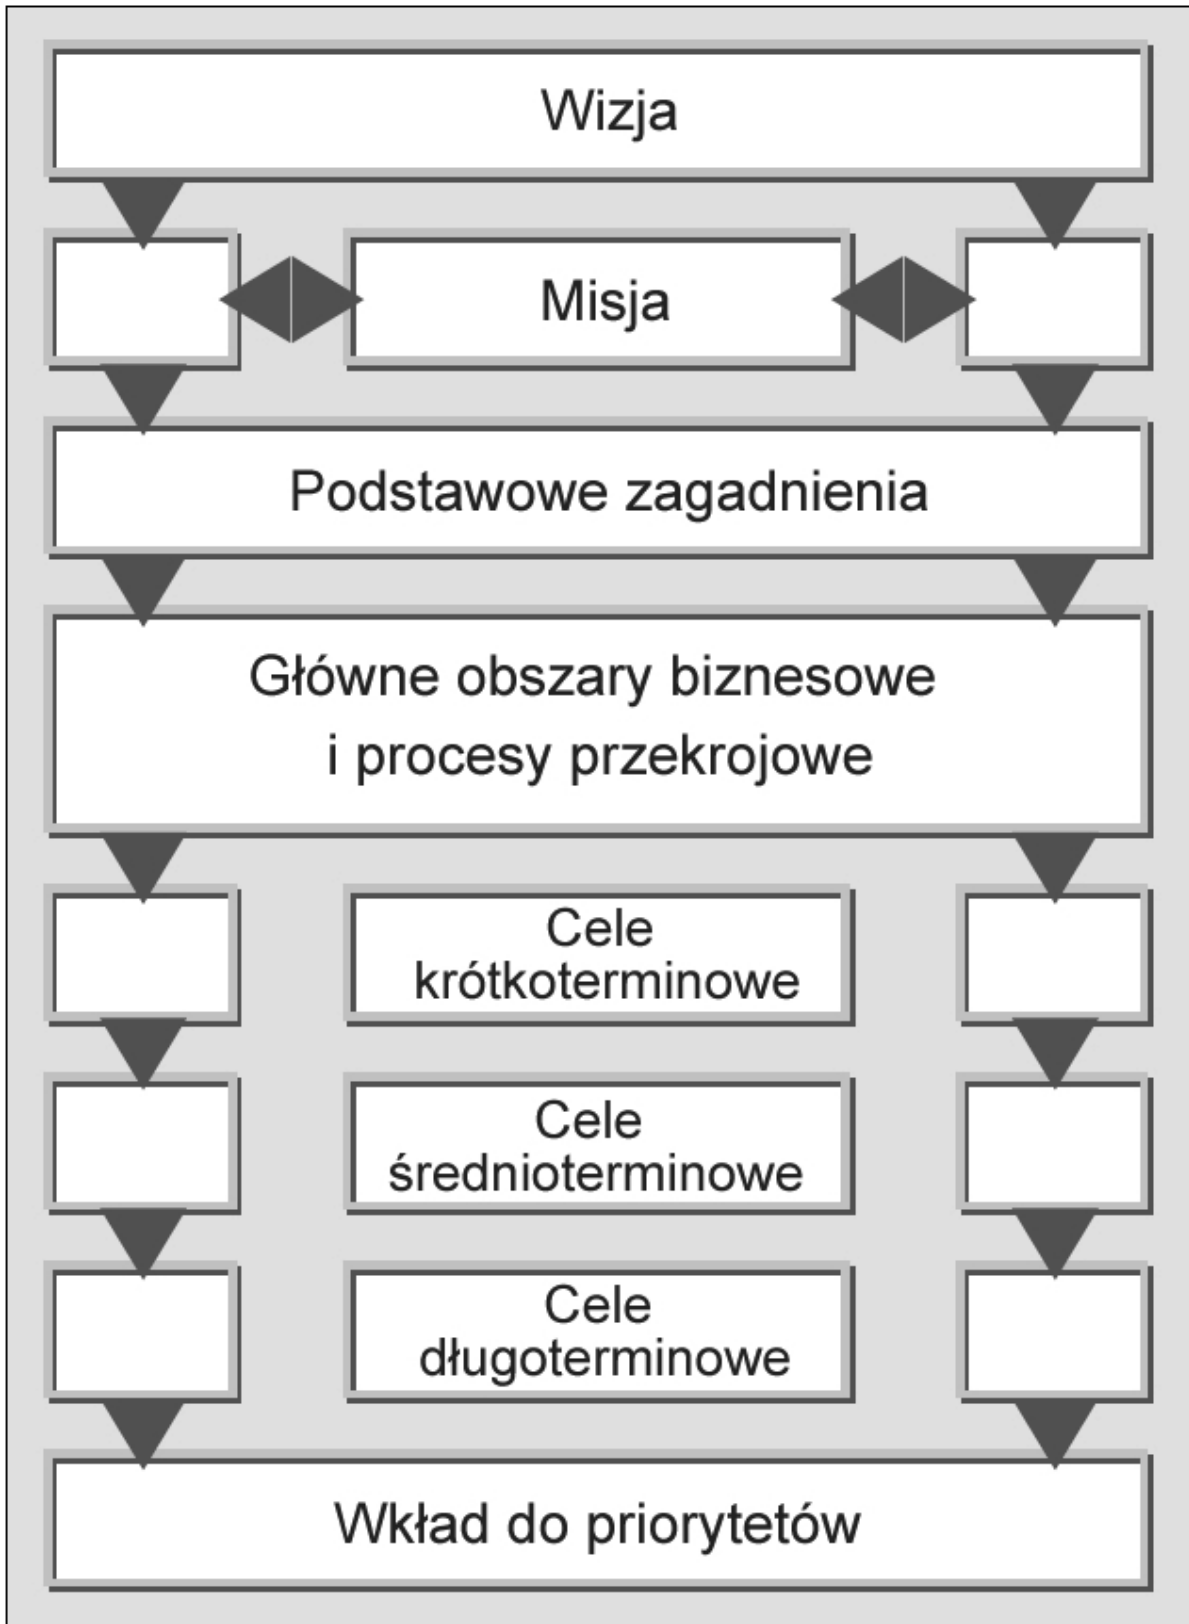 Wizja
Misja
Podstawowe zagadnienia
Główne obszary biznesowe
i procesy przekrojowe
Cele
krótkoterminowe
Cele
średnioterminowe
Cele
długoterminowe
Wkład do priorytetów